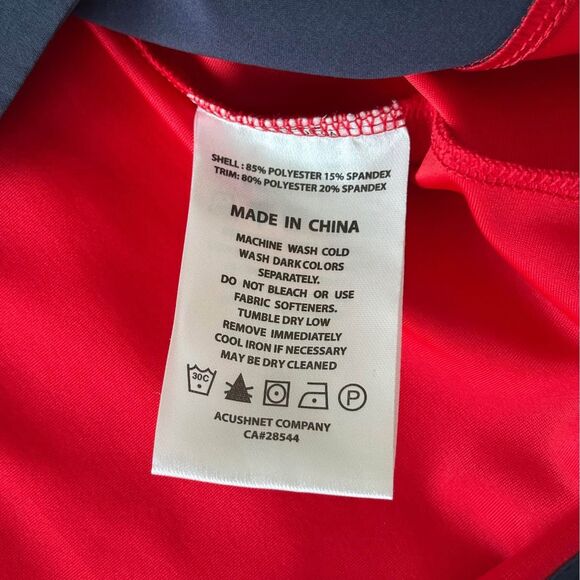 SHELL : 85% POLYESTER 15% SPANDEX
TRIM: 80% POLYESTER 20% SPANDEX
MADE IN CHINA
MACHINE WASH COLD
WASH DARK COLORS
SEPARATELY.
DO NOT BLEACH OR USE
FABRIC SOFTENERS.
TUMBLE DRY LOW
REMOVE IMMEDIATELY
COOL IRON IF NECESSARY
MAY BE DRY CLEANED
30C P
ACUSHNET COMPANY
CA#28544